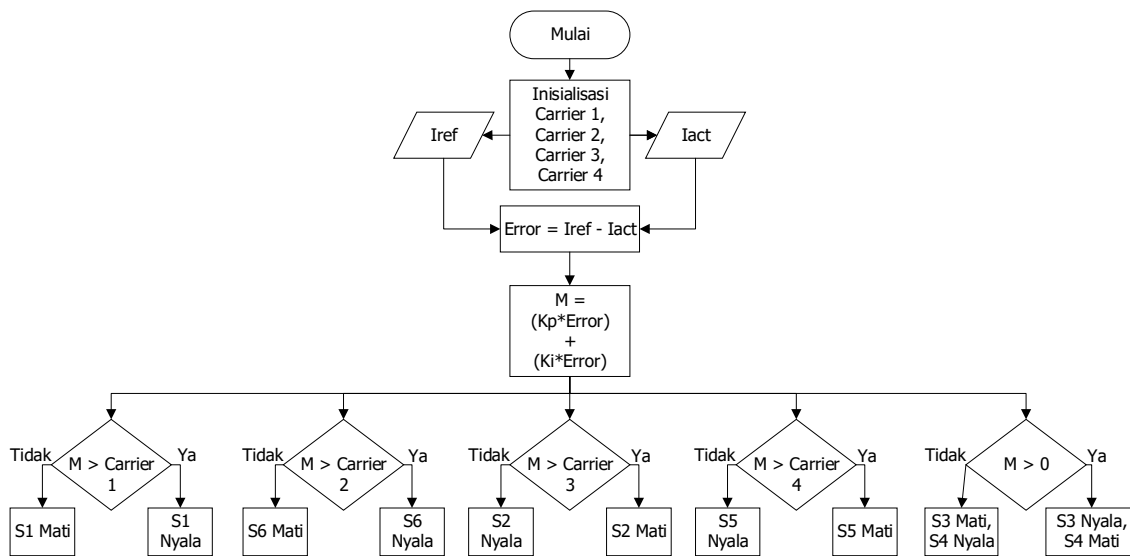 Mulai
Inisialisasi
Carrier 1,
Carrier 2,
Carrier 3,
Carrier 4
Iref
Iact
Error = Iref - Iact
M =
(Kp*Error)
+
(Ki*Error)
Tidak
M > Carrier
1
Ya
Tidak
M > Carrier
2
Ya
Tidak
M > Carrier
3
Ya
Tidak
M > Carrier
4
Ya
Tidak
M > 0
Ya
S1 Mati
S1
Nyala
S6 Mati
S6
Nyala
S2
Nyala
S2 Mati
S5
Nyala
S5 Mati
S3 Mati,
S4 Nyala
S3 Nyala,
S4 Mati